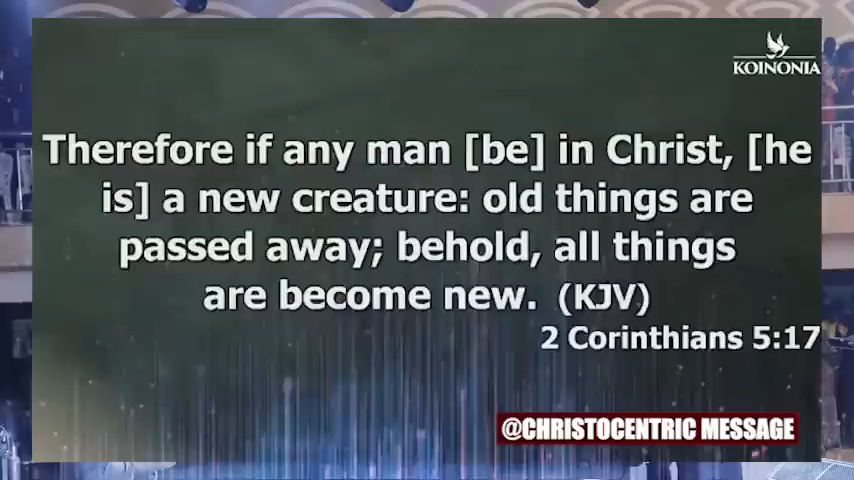 KOINONIA
Therefore if any man [be] in Christ, [he
is] a new creature: old things are
passed away; behold, all things
are become new. (KJV)
2 Corinthians 5:17
@CHRISTOCENTRIC MESSAGE